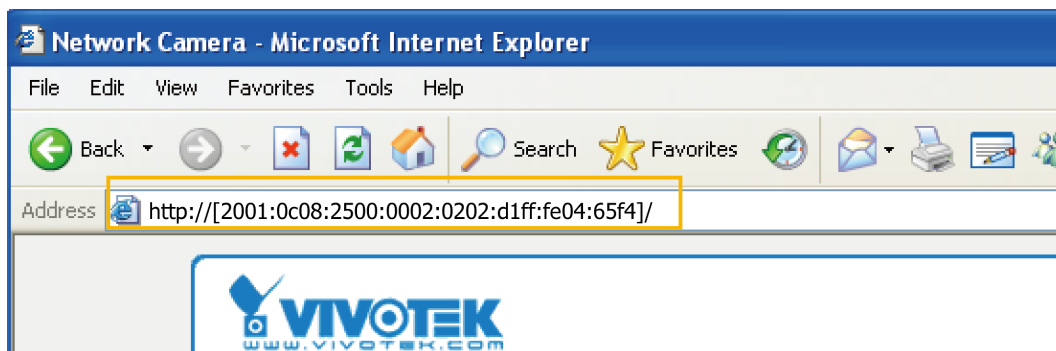 Network Camera - Microsoft Internet Explorer
File Edit View Favorites Tools Help
Back Search Favorites
Address http://[2001:0c08:2500:0002:0202:d1ff:fe04:65f4]/
VIVOTEK
www.vivotek.com